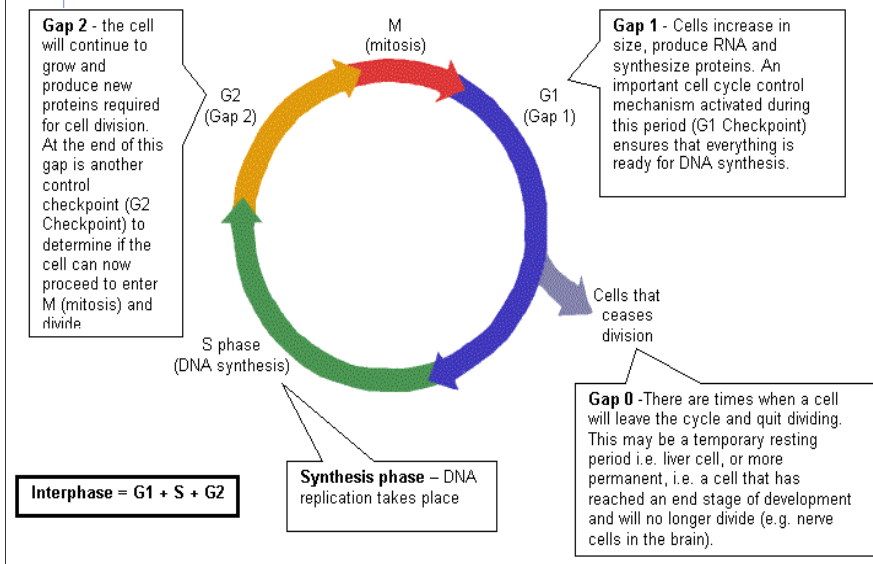 Gap 2 - the cell
will continue to
grow and
produce new
proteins required
for cell division.
At the end of this
gap is another
control
checkpoint (G2
Checkpoint) to
determine if the
cell can now
proceed to enter
M (mitosis) and
divide
M
(mitosis)
G2
(Gap 2)
G1
(Gap 1)
Gap 1 - Cells increase in
size, produce RNA and
synthesize proteins. An
important cell cycle control
mechanism activated during
this period (G1 Checkpoint)
ensures that everything is
ready for DNA synthesis.
Cells that
ceases
division
S phase
(DNA synthesis)
Gap 0 -There are times when a cell
will leave the cycle and quit dividing.
This may be a temporary resting
period i.e. liver cell, or more
permanent, i.e. a cell that has
reached an end stage of development
and will no longer divide (e.g. nerve
cells in the brain).
Synthesis phase – DNA
replication takes place
Interphase = G1 + S + G2